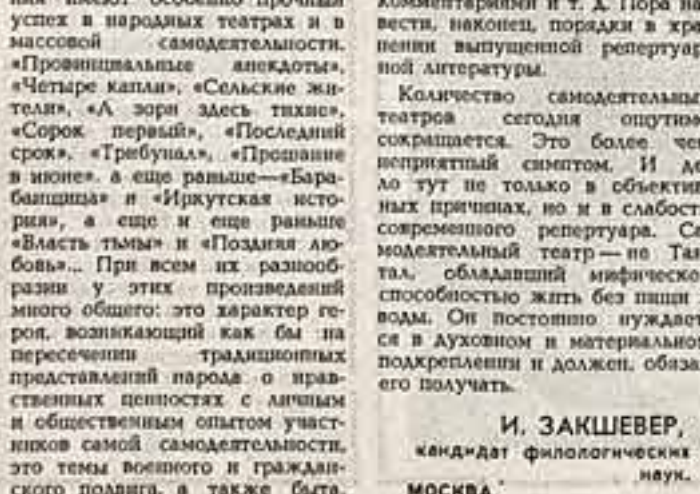 ния имеют особенно прочный
успех в народных театрах и в
массовой самодеятельности.
«Провинциальные анекдоты»,
«Четыре капли», «Сельские жи-
тели», «А зори здесь тихие»,
«Сорок первый», «Последний
срок», «Трибунал», «Прощание
в июне», а еще раньше—«Бара-
банщица» и «Иркутская исто-
рия», а еще и еще раньше
«Власть тьмы» и «Поздняя лю-
бовь»... При всем их разнооб-
разии у этих произведений
много общего: это характер ге-
роя, возникающий как бы на
пересечении традиционных
представлений народа о нрав-
ственных ценностях с личным
и общественным опытом участ-
ников самой самодеятельности,
это темы военного и граждан-
ского подвига, а также быта,
комментариями и т. д. Пора на-
вести, наконец, порядки в хра-
нении выпущенной репертуар
ной литературы.
Количество самодеятельны
театров сегодня ощутимо
сокращается. Это более че
неприятный симптом. И де
ло тут не только в объектив
ных причинах, но и в слабост
современного репертуара. Са
модеятельный театр — не Тан
тал, обладавший мифическо
способностью жить без пищи
воды. Он постоянно нуждает
ся в духовном и материальном
подкреплении и должен, обяза
его получать.
И. ЗАКШЕВЕР,
кандидат филологических
наук.
МОСКВА.